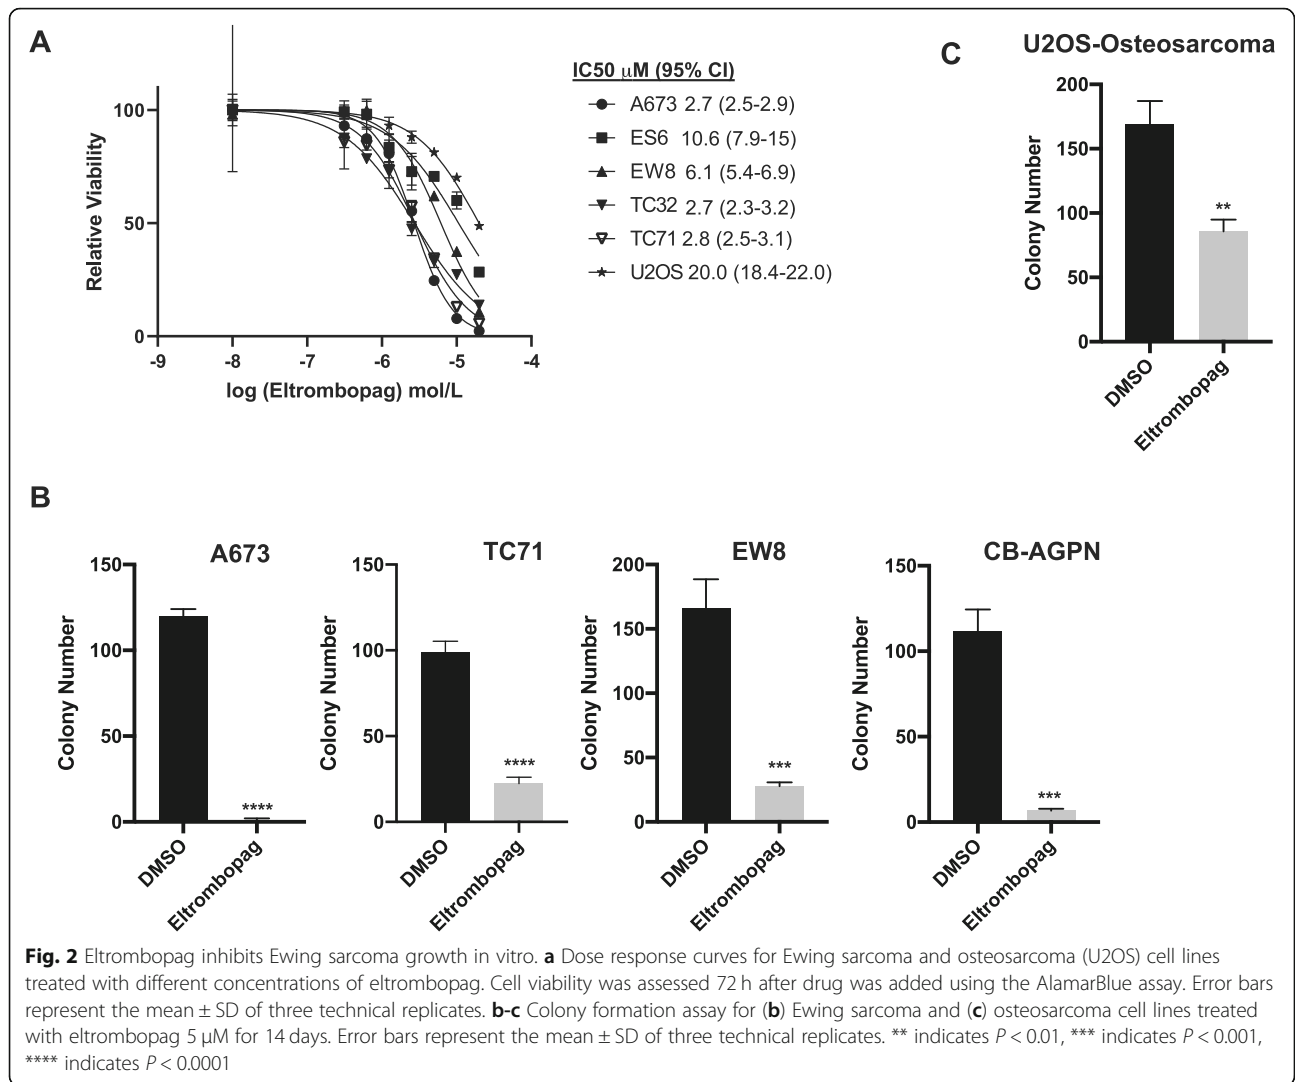 A
100
50
0
Relative Viability
-9
-8
-7
-6
-5
-4
log (Eltrombopag) mol/L
IC50 μM (95% CI)
A673 2.7 (2.5-2.9)
ES6 10.6 (7.9-15)
EW8 6.1 (5.4-6.9)
TC32 2.7 (2.3-3.2)
TC71 2.8 (2.5-3.1)
U2OS 20.0 (18.4-22.0)
C
U2OS-Osteosarcoma
200
150
100
50
0
Colony Number
**
DMSO
Eltrombopag
B
A673
150
100
50
0
Colony Number
****
DMSO
Eltrombopag
TC71
150
100
50
0
Colony Number
****
DMSO
Eltrombopag
EW8
200
150
100
50
0
Colony Number
***
DMSO
Eltrombopag
CB-AGPN
150
100
50
0
Colony Number
***
DMSO
Eltrombopag
Fig. 2 Eltrombopag inhibits Ewing sarcoma growth in vitro. a Dose response curves for Ewing sarcoma and osteosarcoma (U2OS) cell lines
treated with different concentrations of eltrombopag. Cell viability was assessed 72 h after drug was added using the AlamarBlue assay. Error bars
represent the mean ± SD of three technical replicates. b-c Colony formation assay for (b) Ewing sarcoma and (c) osteosarcoma cell lines treated
with eltrombopag 5 μM for 14 days. Error bars represent the mean ± SD of three technical replicates. ** indicates P < 0.01, *** indicates P < 0.001,
**** indicates P < 0.0001